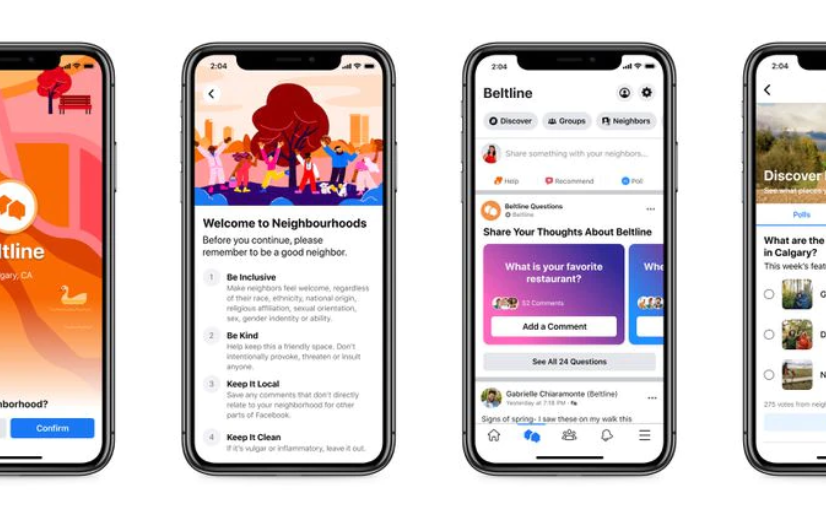 ltline
gary, CA
nborhood?
Confirm
2:04
Welcome to Neighbourhoods
Before you continue, please
remember to be a good neighbor.
1 Be Inclusive
Make neighbors feel welcome, regardless
of their race, ethnicity, national origin,
religious affiliation, sexual orientation,
sex, gender indentity or ability.
2 Be Kind
Help keep this a friendly space. Don't
intentionally provoke, threaten or insult
anyone.
3 Keep It Local
Save any comments that don't directly
relate to your neighborhood for other
parts of Facebook.
4 Keep It Clean
If it's vulgar or inflammatory, leave it out.
2:04
Beltline
Discover Groups Neighbors
Share something with your neighbors...
Help Recommend Poll
Beltline Questions
Beltline
Share Your Thoughts About Beltline
What is your favorite
restaurant?
52 Comments
Add a Comment
Whe
See All 24 Questions
Gabrielle Chiaramonte (Beltline)
Yesterday at 7:18 PM
Signs of spring- I saw these on my walk this
2:04
Discover
See what places y
Polls
What are the
in Calgary?
This week's feat
G
D
N
275 votes from neigh